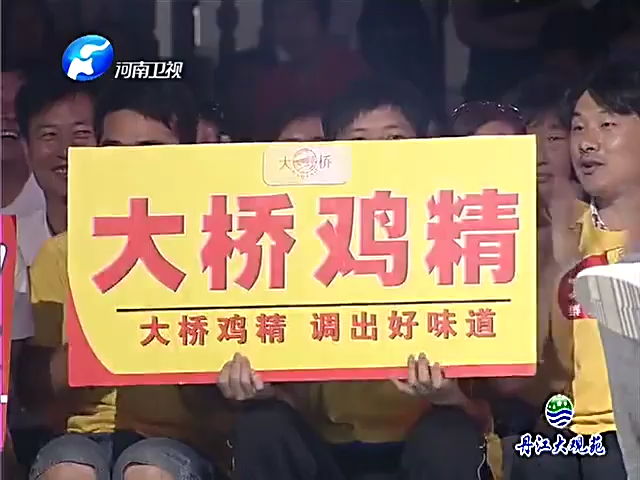 河南卫视
大桥
大桥鸡精
大桥鸡精 调出好味道
丹江大观苑